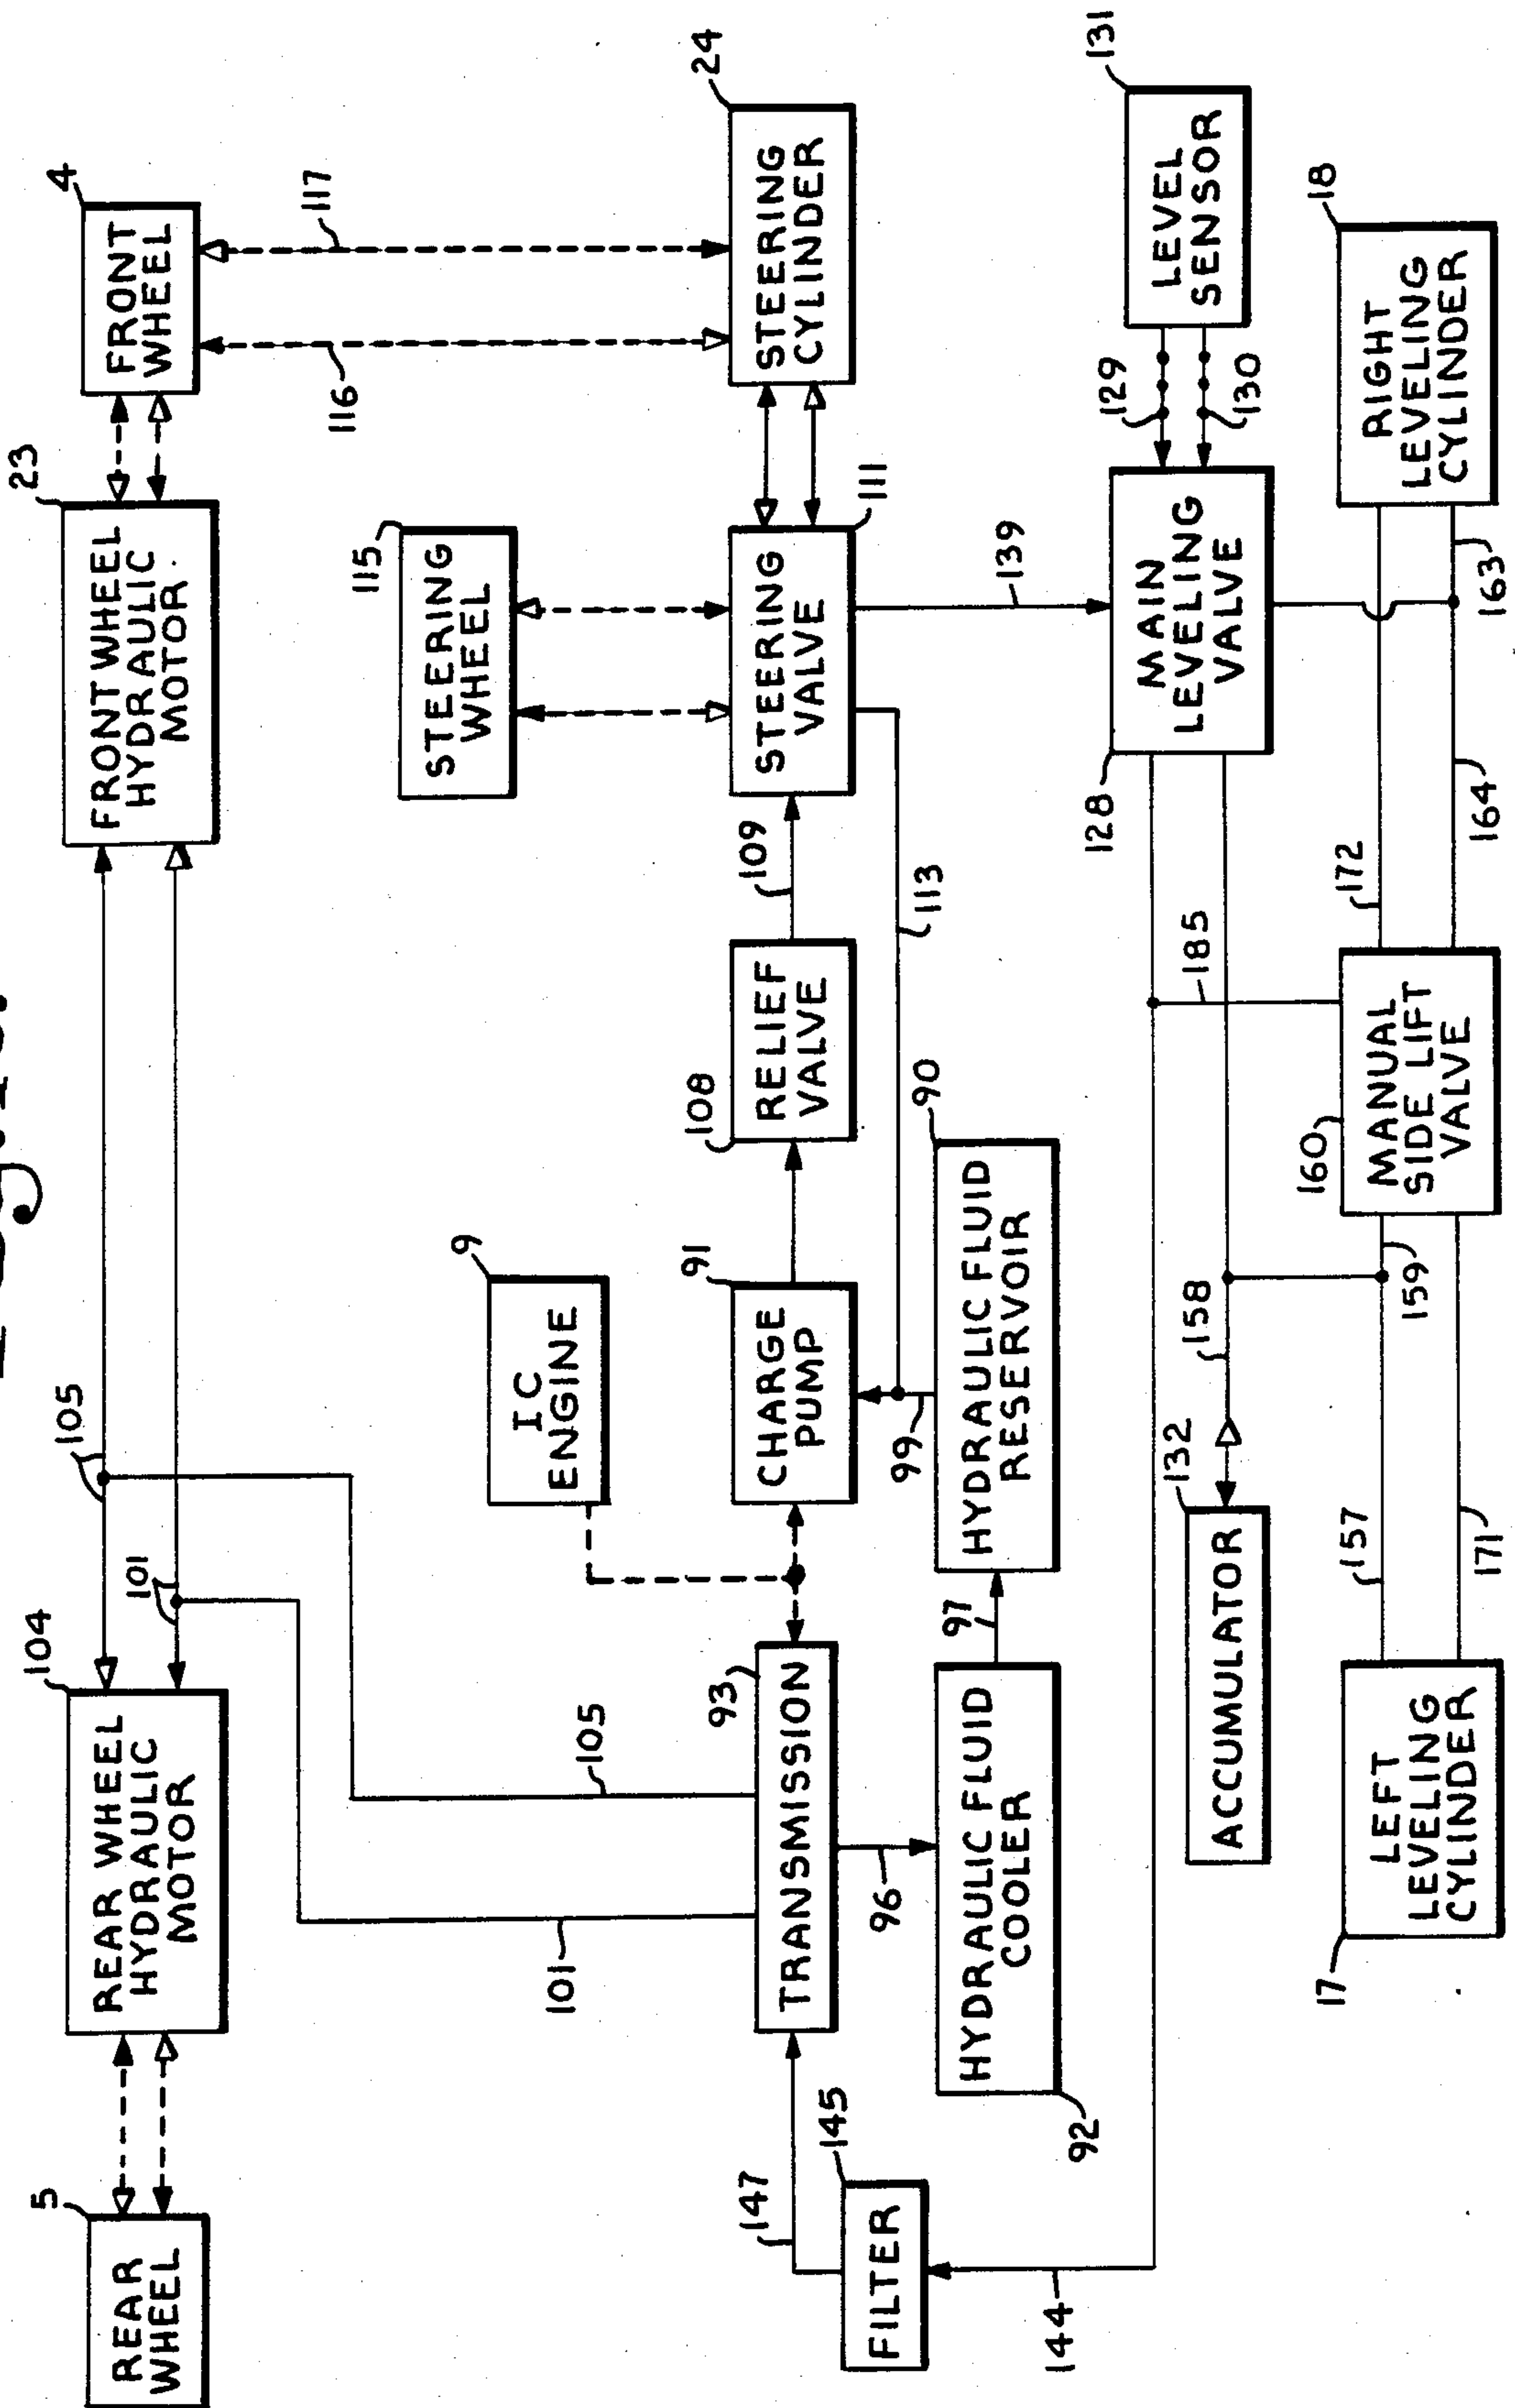 5
REAR
WHEEL
104
REAR WHEEL
HYDRAULIC
MOTOR
101
105
23
FRONT WHEEL
HYDRAULIC
MOTOR
4
FRONT
WHEEL
117
116
101
105
9
IC
ENGINE
115
STEERING
WHEEL
147
145
FILTER
144
93
TRANSMISSION
91
CHARGE
PUMP
108
RELIEF
VALVE
109
STEERING
VALVE
111
24
STEERING
CYLINDER
96
HYDRAULIC FLUID
COOLER
92
97
99
90
HYDRAULIC FLUID
RESERVOIR
113
139
132
ACCUMULATOR
158
185
128
MAIN
LEVELING
VALVE
129
130
131
LEVEL
SENSOR
17
LEFT
LEVELING
CYLINDER
157
171
159
160
MANUAL
SIDE LIFT
VALVE
172
164
163
18
RIGHT
LEVELING
CYLINDER